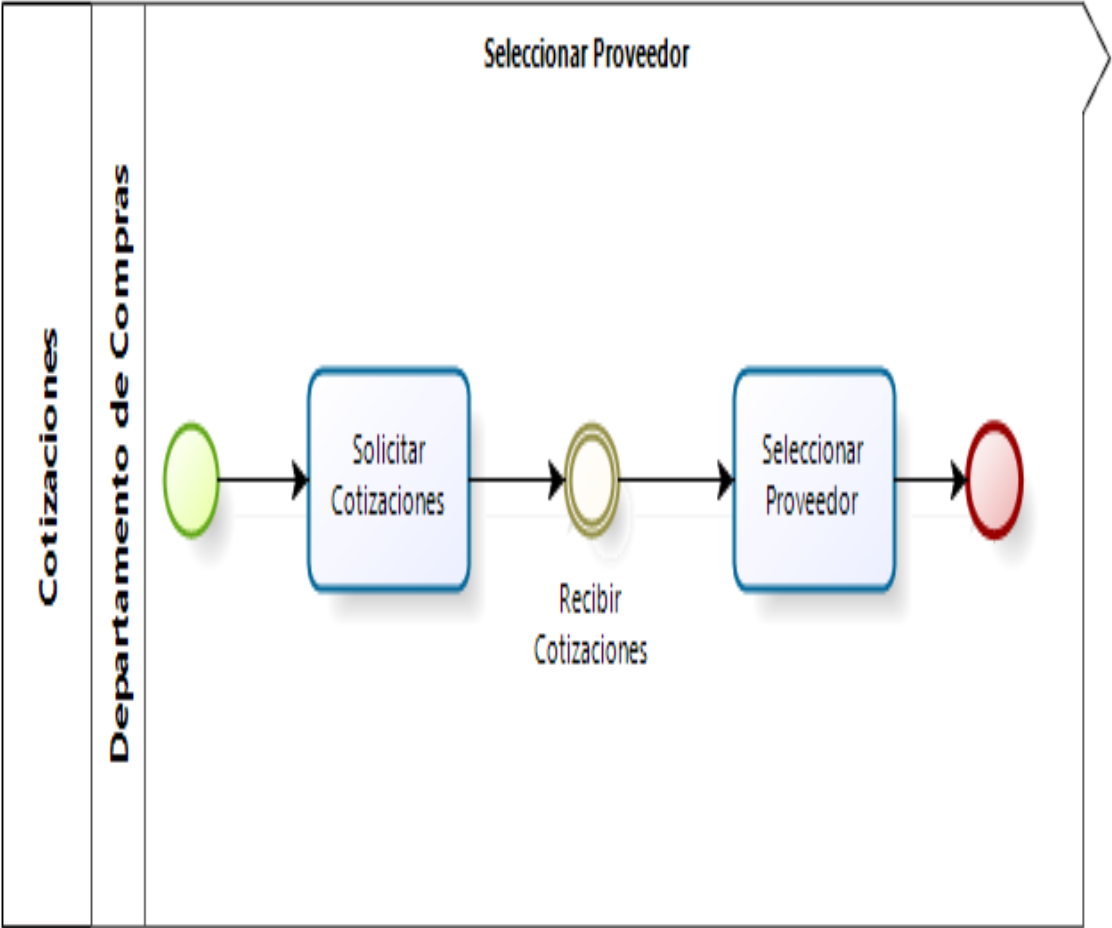 Cotizaciones
Departamento de Compras
Seleccionar Proveedor
Solicitar
Cotizaciones
Recibir
Cotizaciones
Seleccionar
Proveedor